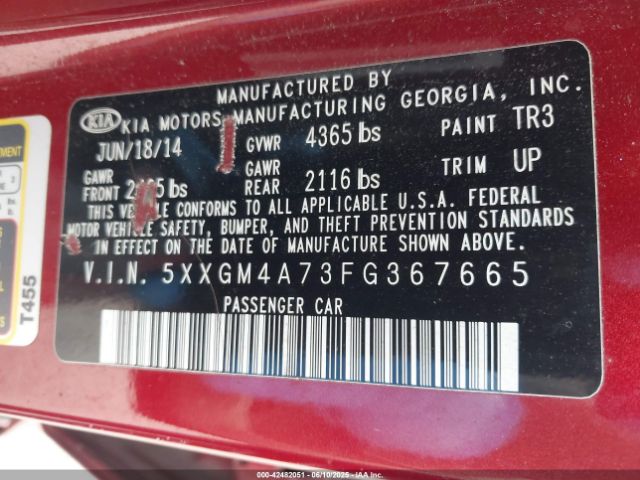 MANUFACTURED BY
KIA KIA MOTORS MANUFACTURING GEORGIA, INC.
JUN/18/14 GVWR 4365 lbs PAINT TR3
GAWR FRONT lbs GAWR REAR 2116 lbs TRIM UP
THIS VEHICLE CONFORMS TO ALL APPLICABLE U.S.A. FEDERAL
MOTOR VEHICLE SAFETY, BUMPER, AND THEFT PREVENTION STANDARDS
IN EFFECT ON THE DATE OF MANUFACTURE SHOWN ABOVE.
V.I.N. 5XXGM4A73FG367665
PASSENGER CAR
T455
IAA - 42482051 - 06/10/2025 - IAAI.COM